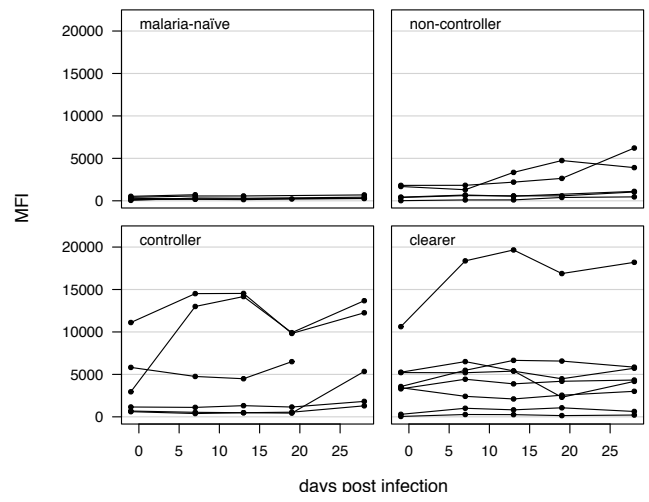 malaria-naïve
non-controller
20000
15000
10000
5000
0
MFI
controller
clearer
20000
15000
10000
5000
0
0 5 10 15 20 25
0 5 10 15 20 25
days post infection